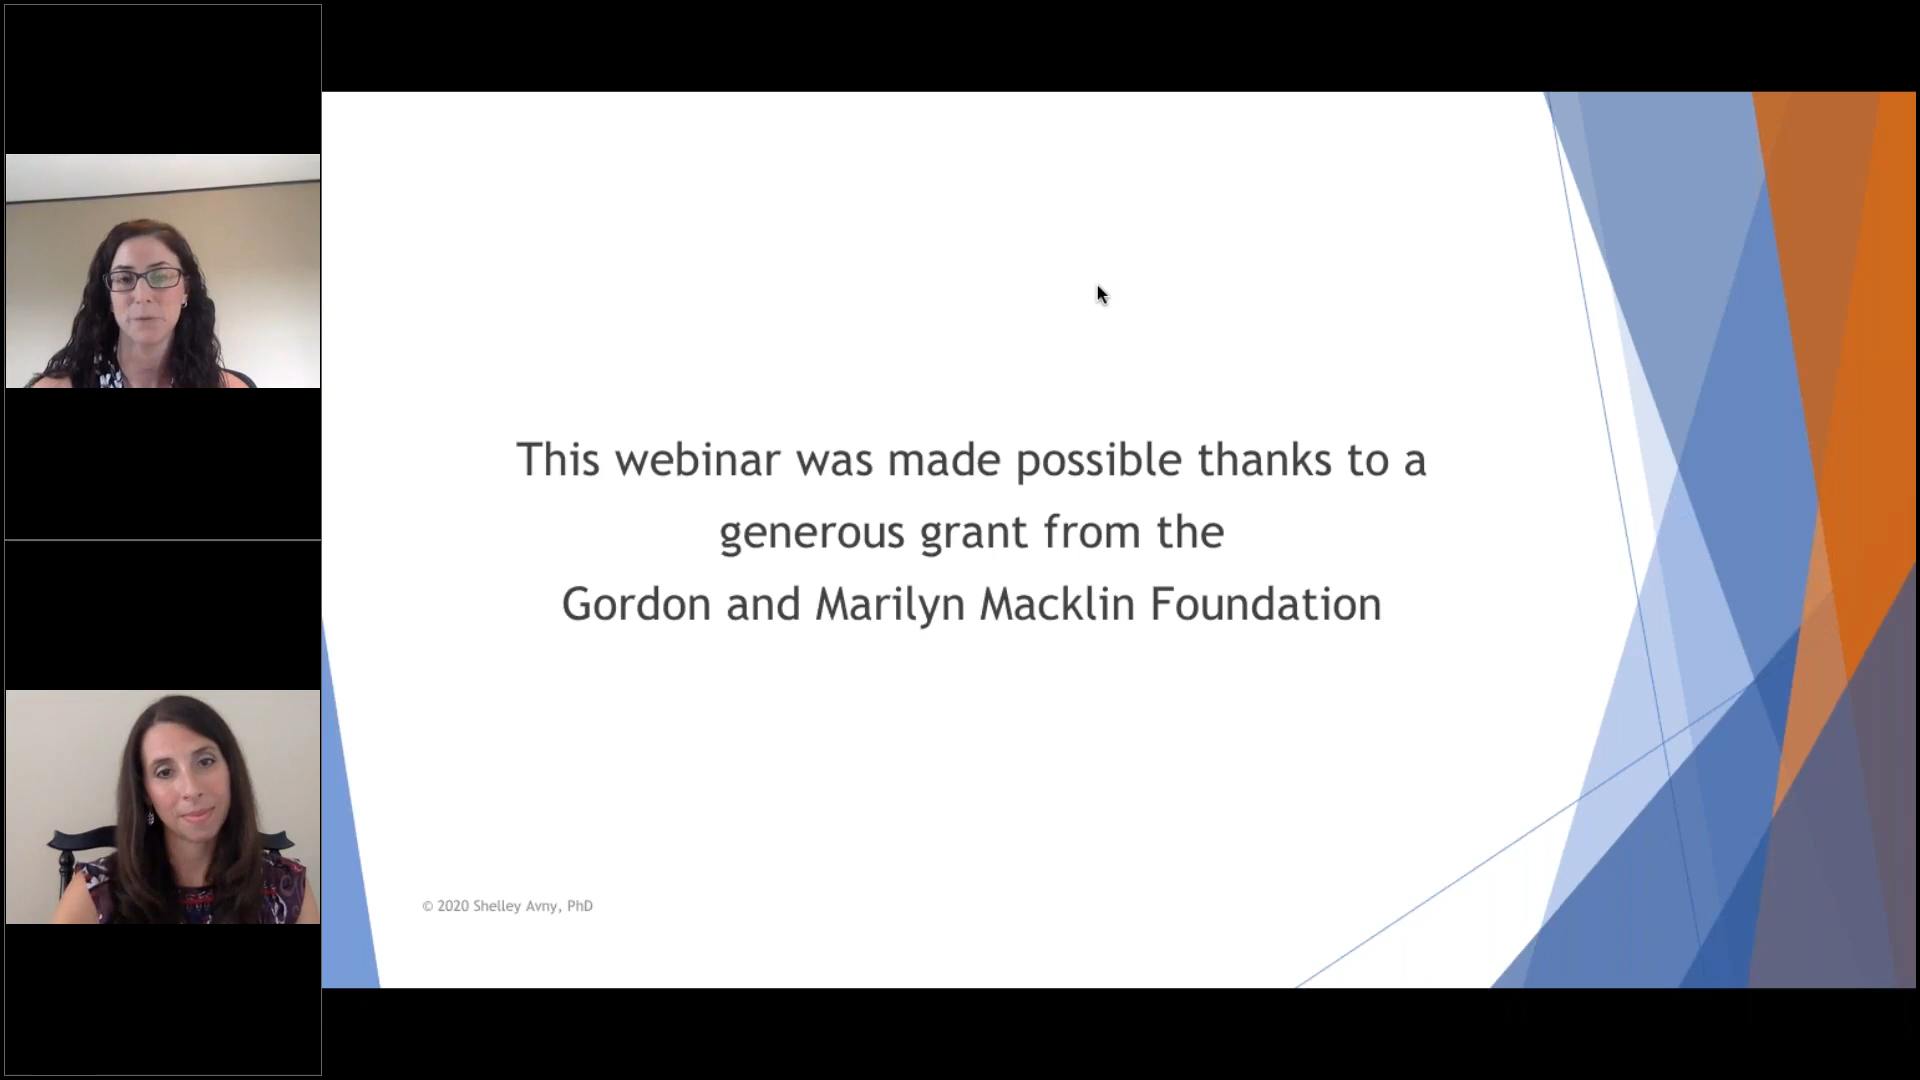 This webinar was made possible thanks to a
generous grant from the
Gordon and Marilyn Macklin Foundation
© 2020 Shelley Avny, PhD